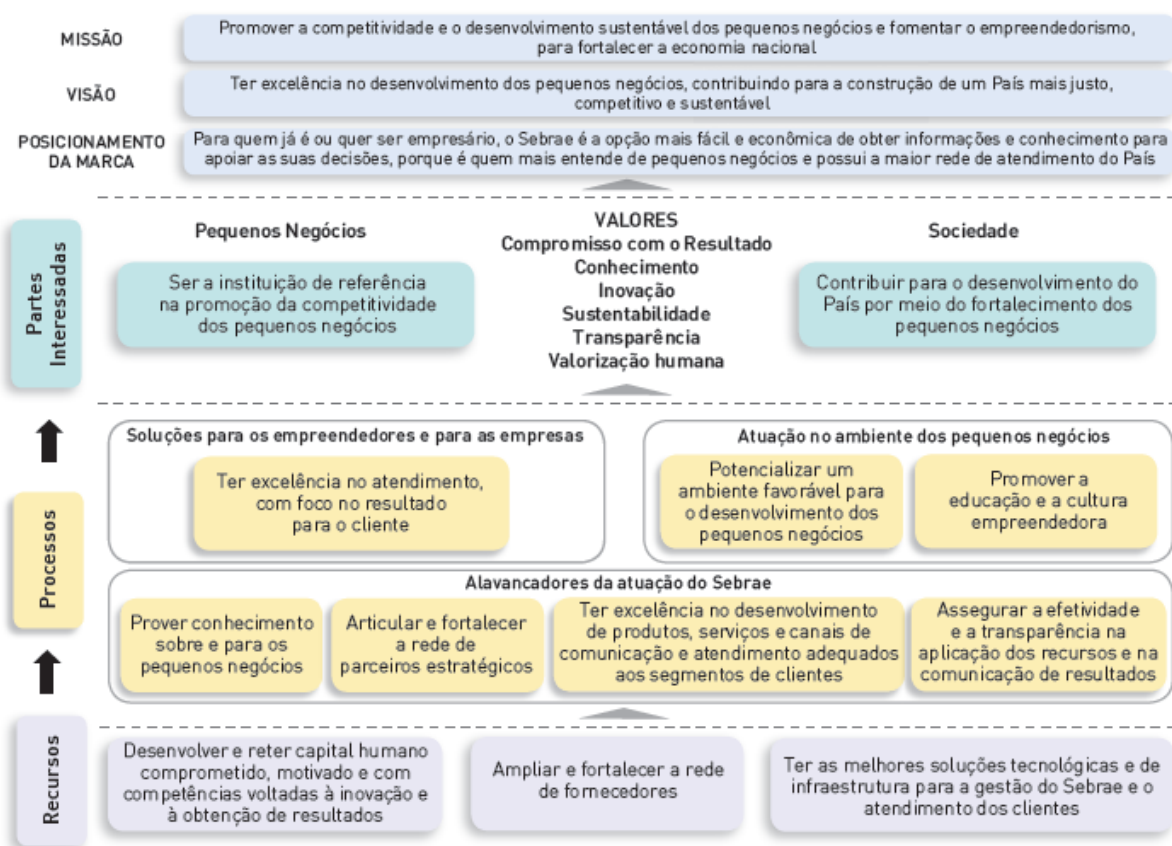 MISSÃO
Promover a competitividade e o desenvolvimento sustentável dos pequenos negócios e fomentar o empreendedorismo,
para fortalecer a economia nacional
VISÃO
Ter excelência no desenvolvimento dos pequenos negócios, contribuindo para a construção de um País mais justo,
competitivo e sustentável
POSICIONAMENTO
DA MARCA
Para quem já é ou quer ser empresário, o Sebrae é a opção mais fácil e econômica de obter informações e conhecimento para
apoiar as suas decisões, porque é quem mais entende de pequenos negócios e possui a maior rede de atendimento do País
Partes
Interessadas
Pequenos Negócios
Ser a instituição de referência
na promoção da competitividade
dos pequenos negócios
VALORES
Compromisso com o Resultado
Conhecimento
Inovação
Sustentabilidade
Transparência
Valorização humana
Sociedade
Contribuir para o desenvolvimento do
País por meio do fortalecimento dos
pequenos negócios
Processos
Soluções para os empreendedores e para as empresas
Ter excelência no atendimento,
com foco no resultado
para o cliente
Atuação no ambiente dos pequenos negócios
Potencializar um
ambiente favorável para
o desenvolvimento dos
pequenos negócios
Promover a
educação e a cultura
empreendedora
Alavancadores da atuação do Sebrae
Prover conhecimento
sobre e para os
pequenos negócios
Articular e fortalecer
a rede de
parceiros estratégicos
Ter excelência no desenvolvimento
de produtos, serviços e canais de
comunicação e atendimento adequados
aos segmentos de clientes
Assegurar a efetividade
e a transparência na
aplicação dos recursos e na
comunicação de resultados
Recursos
Desenvolver e reter capital humano
comprometido, motivado e com
competências voltadas à inovação e
à obtenção de resultados
Ampliar e fortalecer a rede
de fornecedores
Ter as melhores soluções tecnológicas e de
infraestrutura para a gestão do Sebrae e o
atendimento dos clientes